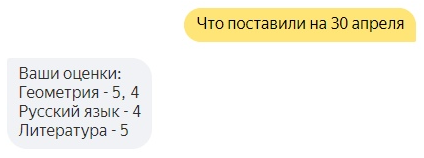 Что поставили на 30 апреля
Ваши оценки:
Геометрия - 5, 4
Русский язык - 4
Литература - 5